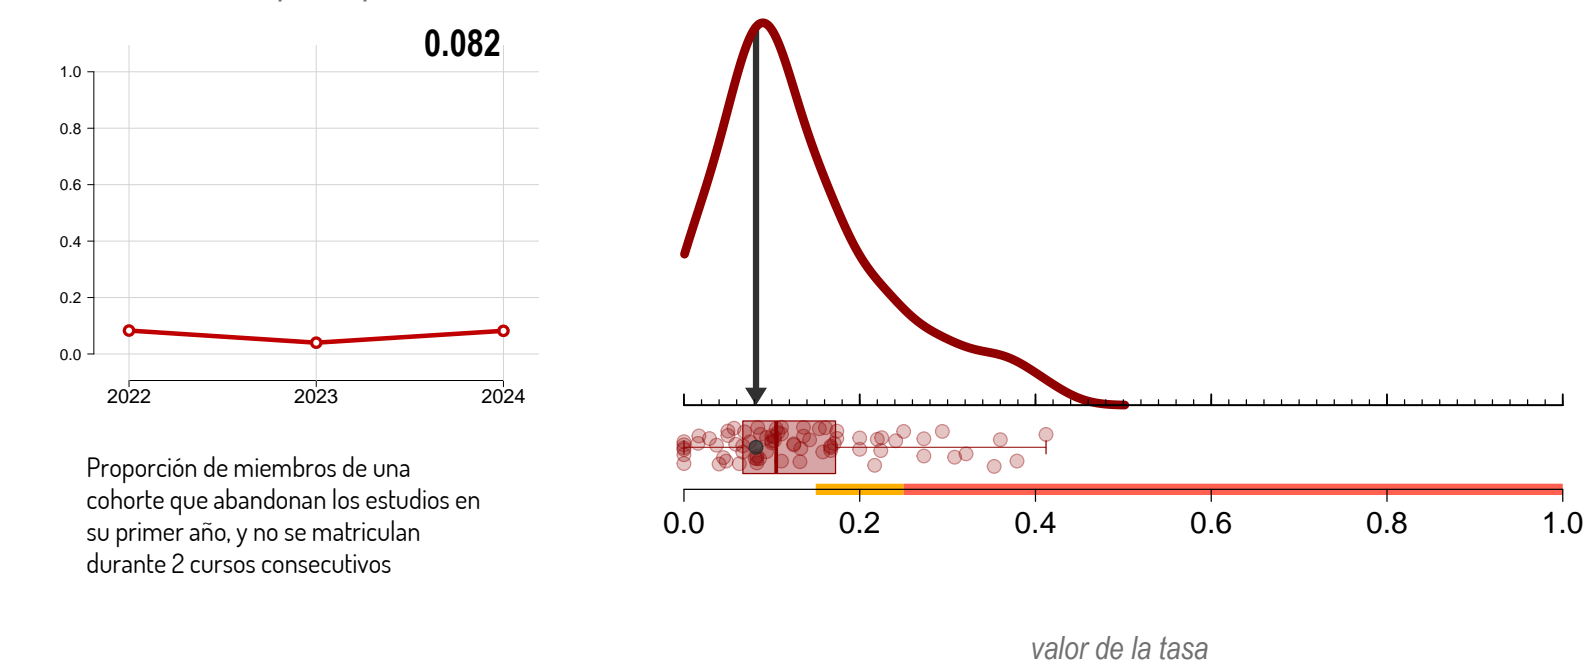 0.082
1.0
0.8
0.6
0.4
0.2
0.0
2022 2023 2024
Proporción de miembros de una
cohorte que abandonan los estudios en
su primer año, y no se matriculan
durante 2 cursos consecutivos
0.0 0.2 0.4 0.6 0.8 1.0
valor de la tasa